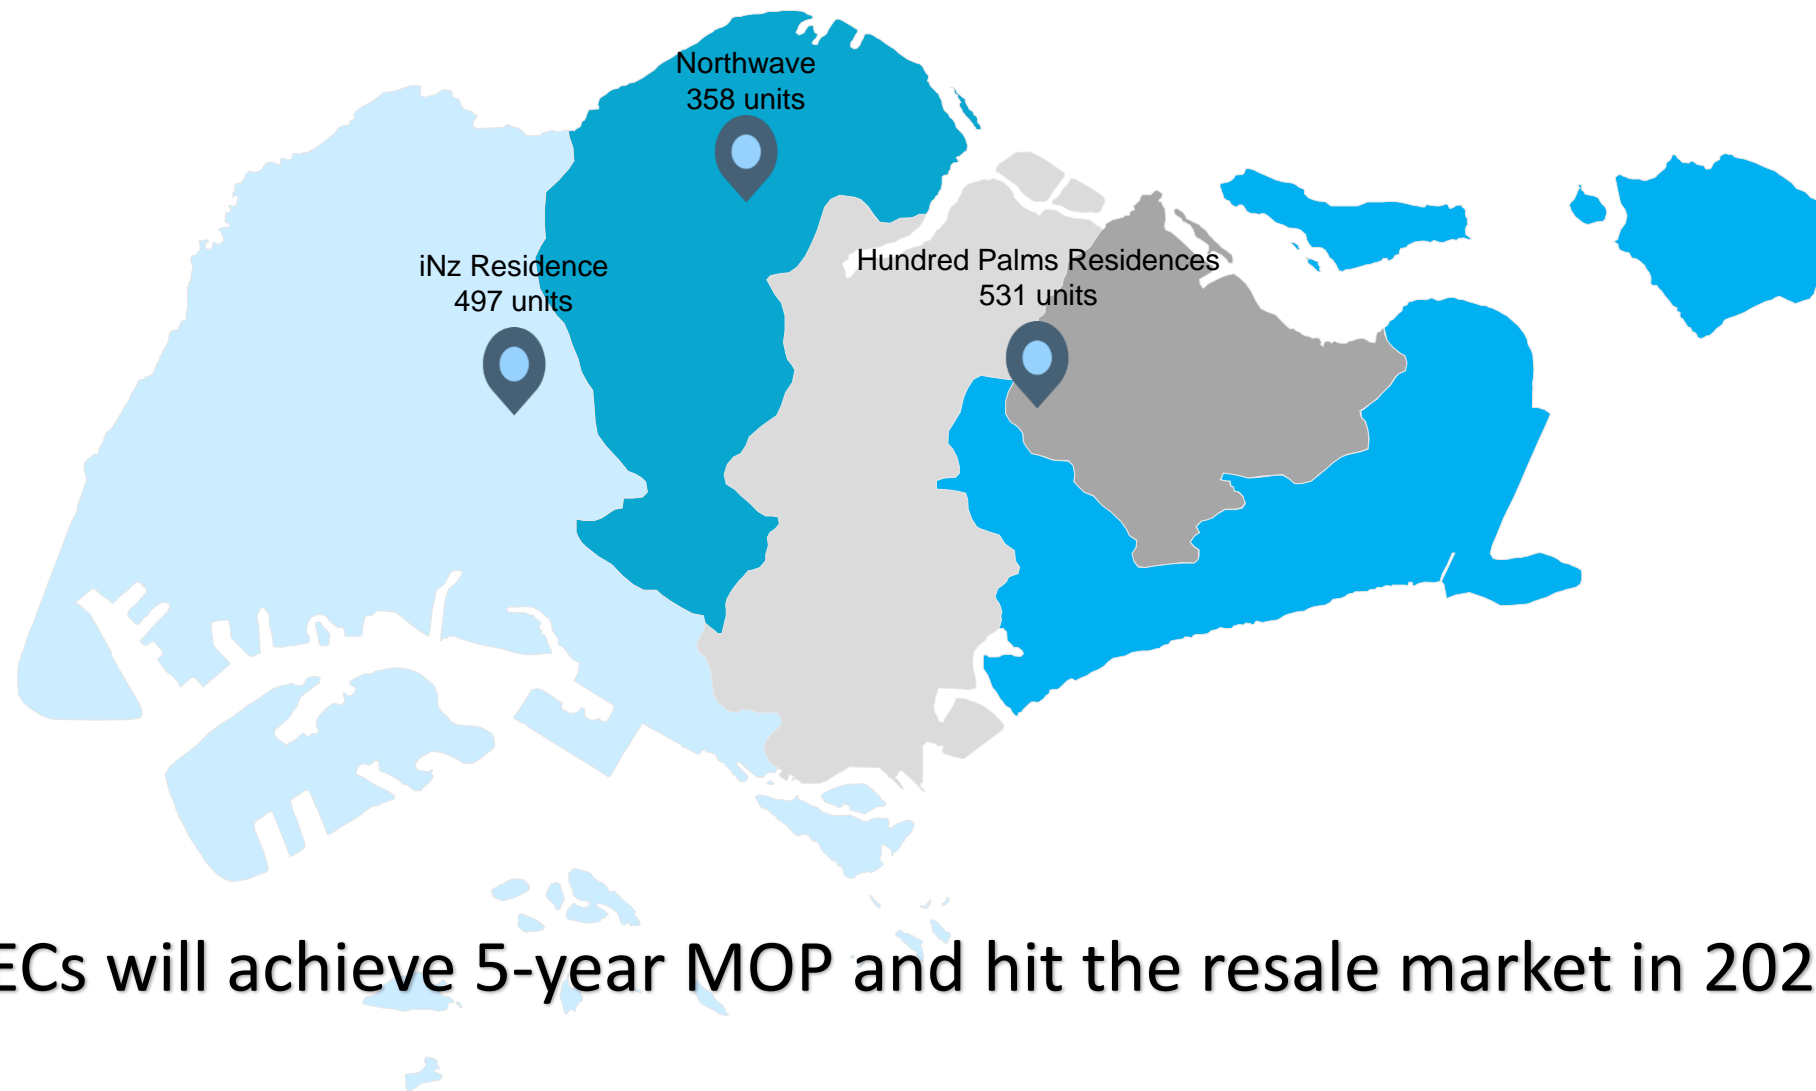 Northwave
358 units
iNz Residence
497 units
Hundred Palms Residences
531 units
ECs will achieve 5-year MOP and hit the resale market in 202